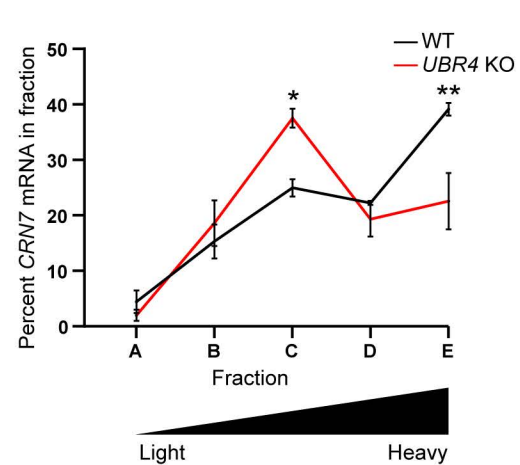 WT
UBR4 KO
50
40
30
20
10
0
Percent CRN7 mRNA in fraction
*
**
A B C D E
Fraction
Light Heavy